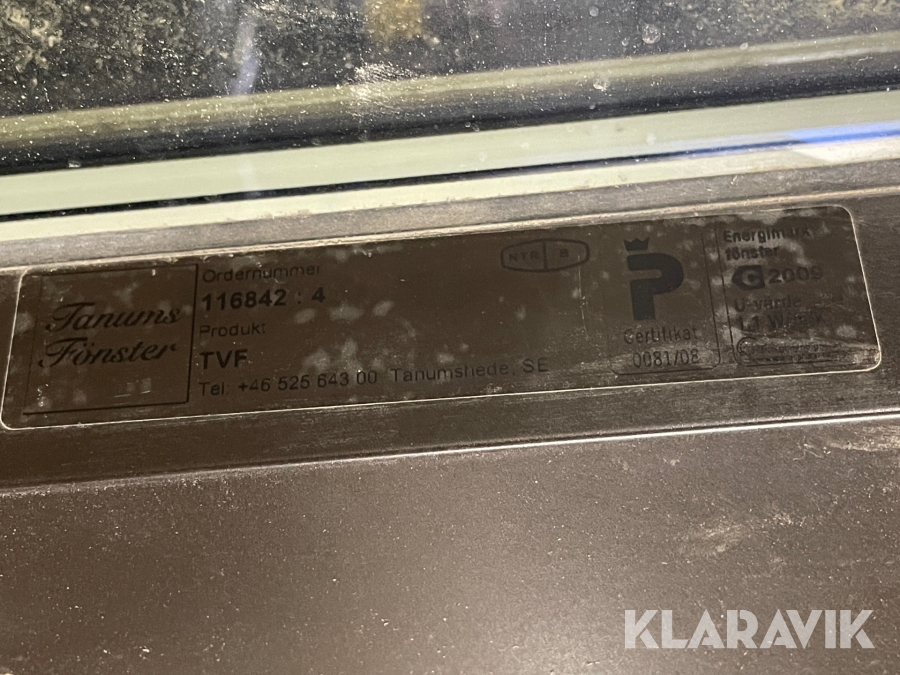 Tanums
Fönster
Ordernummer
116842 : 4
Produkt
TVF
Tel: +46 525 643 00 Tanumshede, SE
NTR B
P
Certifikat
0081/08
Energimärkt
fönster
G 2009
U-värde
KLARAVIK